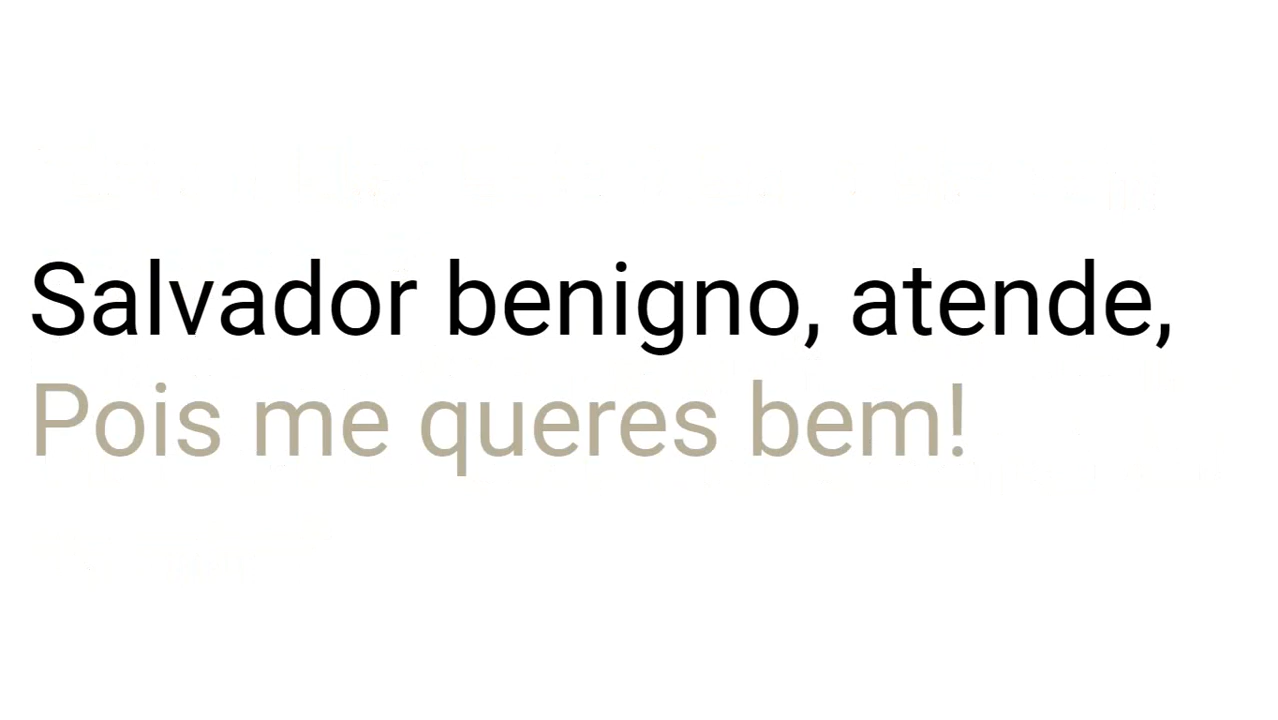 Salvador benigno, atende,
Pois me queres bem!